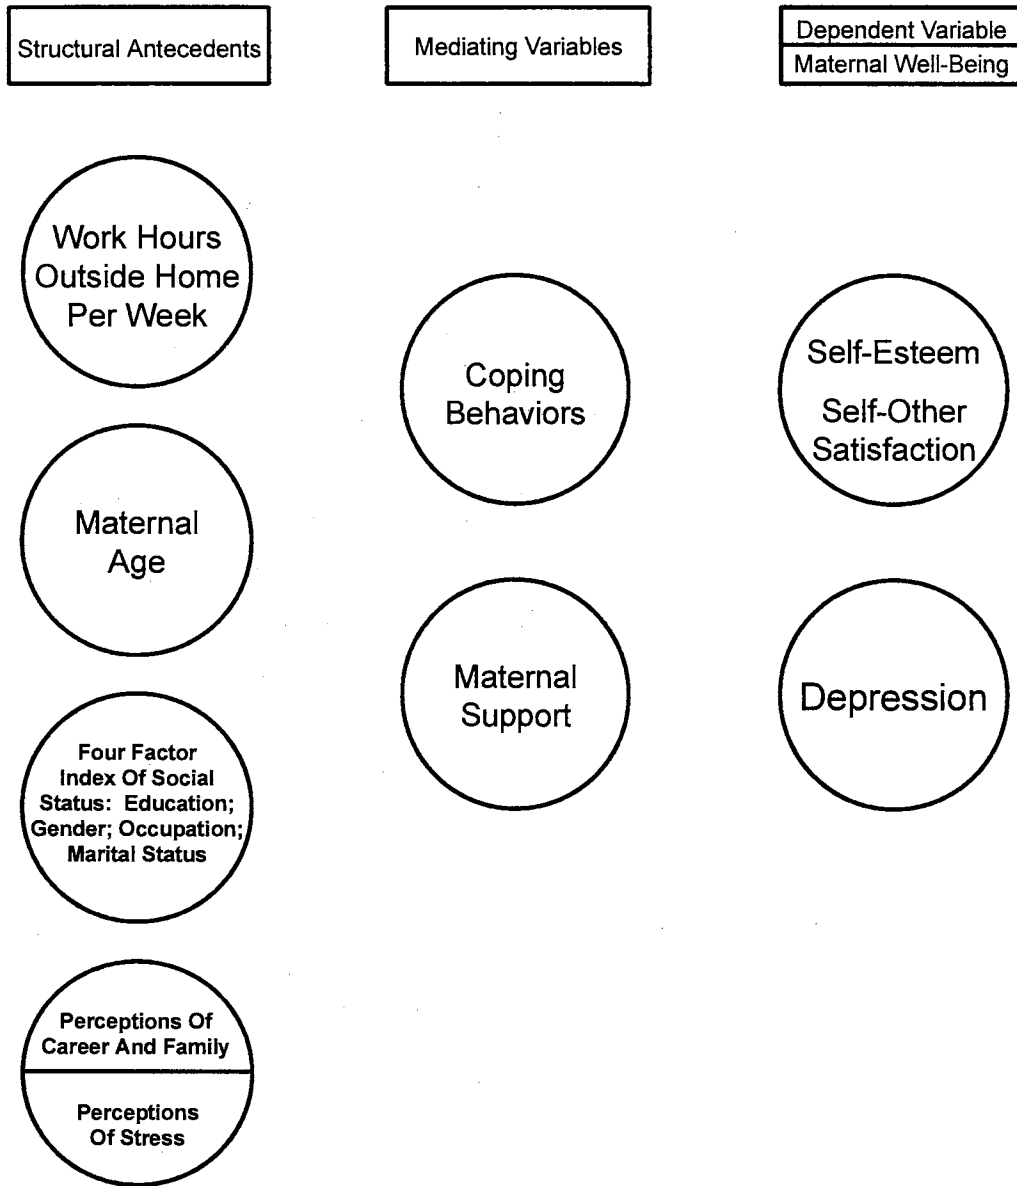 Structural Antecedents
Mediating Variables
Dependent Variable
Maternal Well-Being
Work Hours
Outside Home
Per Week
Maternal
Age
Four Factor
Index Of Social
Status: Education;
Gender; Occupation;
Marital Status
Perceptions Of
Career And Family
Perceptions
Of Stress
Coping
Behaviors
Maternal
Support
Self-Esteem
Self-Other
Satisfaction
Depression